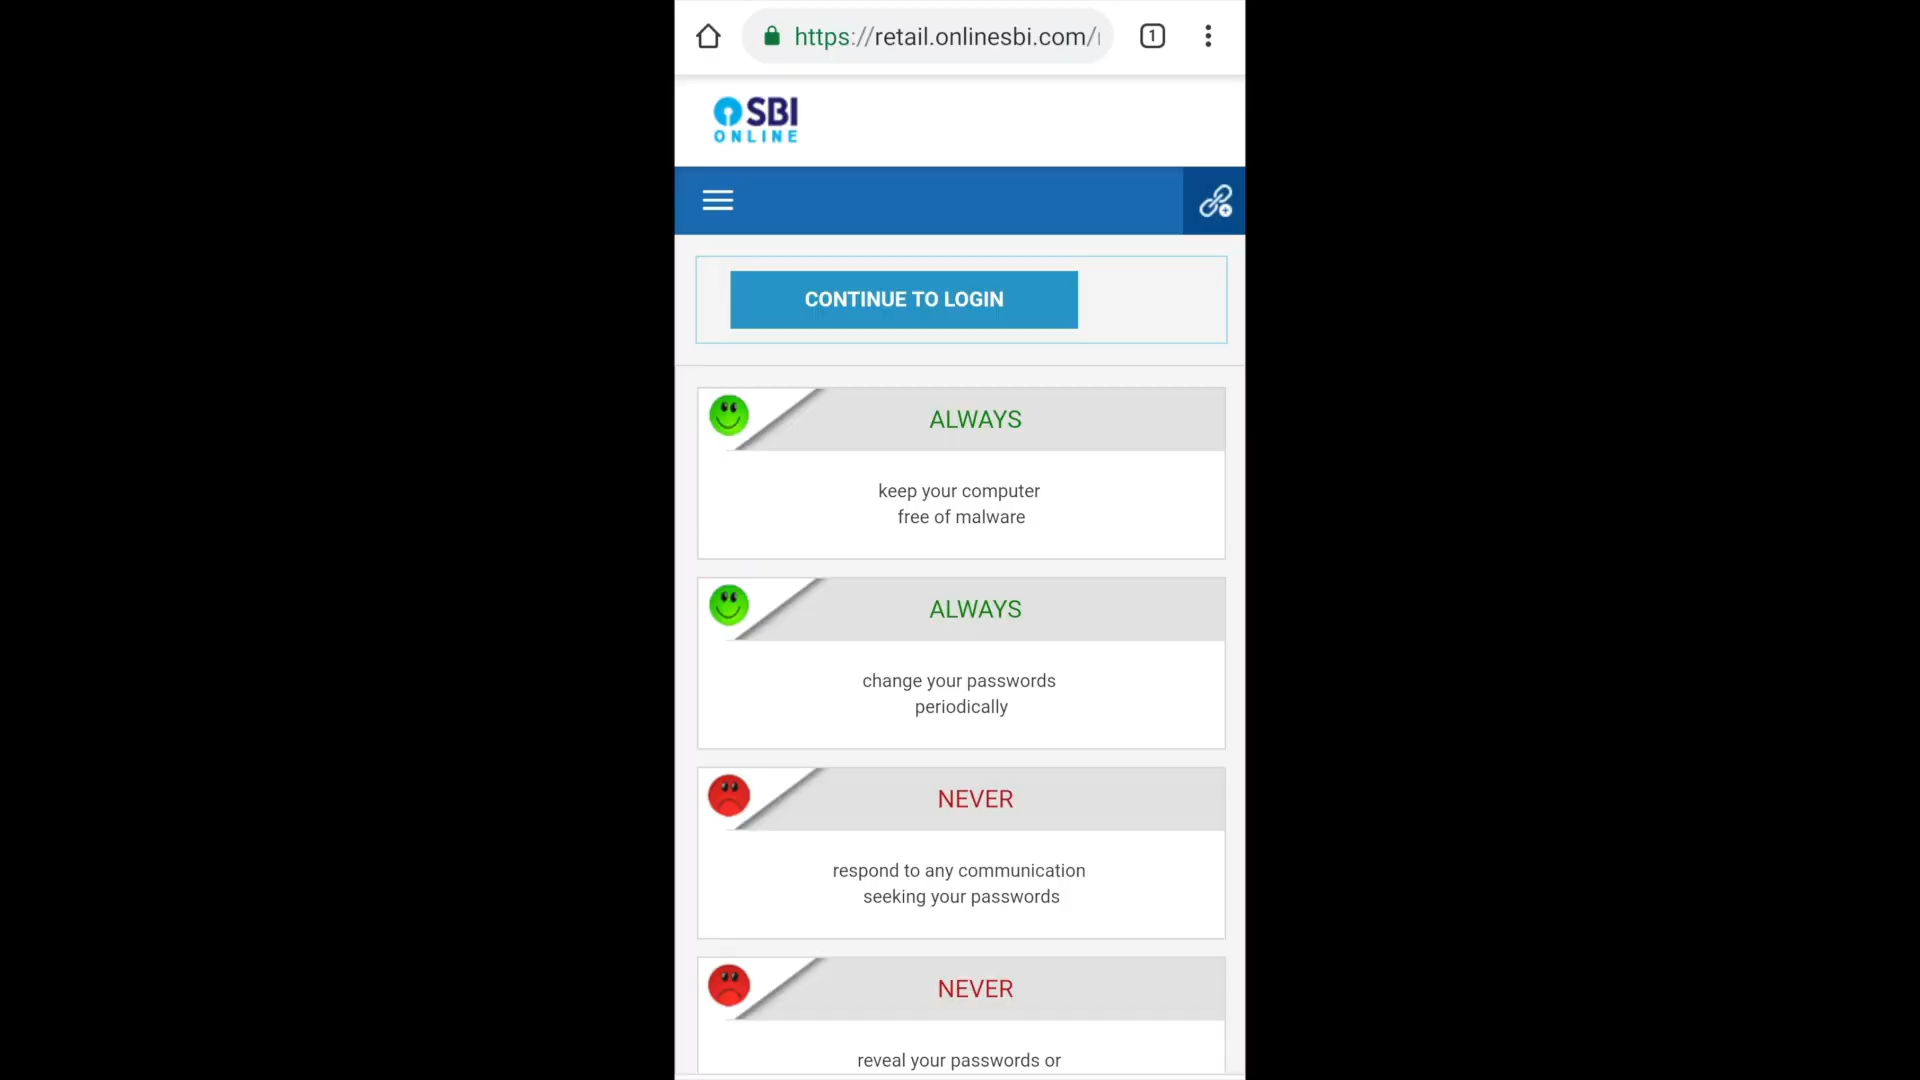 https://retail.onlinesbi.com/
1
SBI
ONLINE
CONTINUE TO LOGIN
ALWAYS
keep your computer
free of malware
ALWAYS
change your passwords
periodically
NEVER
respond to any communication
seeking your passwords
NEVER
reveal your passwords or